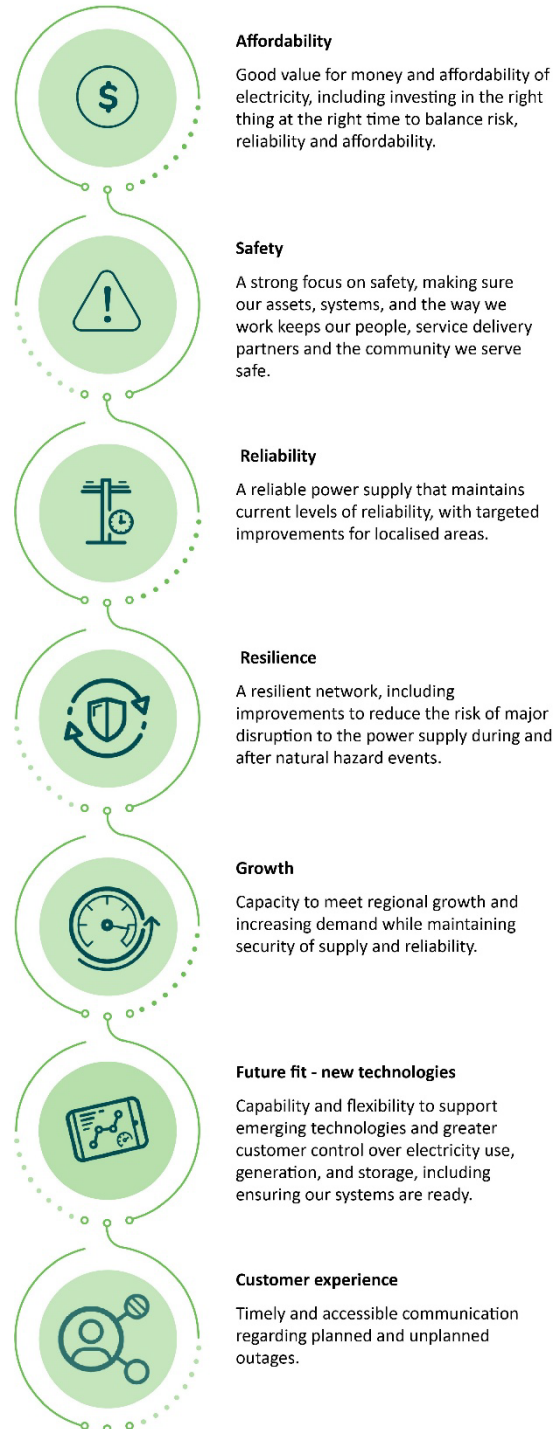 Affordability
Good value for money and affordability of
electricity, including investing in the right
thing at the right time to balance risk,
reliability and affordability.
$
Safety
A strong focus on safety, making sure
our assets, systems, and the way we
work keeps our people, service delivery
partners and the community we serve
safe.
!
Reliability
A reliable power supply that maintains
current levels of reliability, with targeted
improvements for localised areas.
Resilience
A resilient network, including
improvements to reduce the risk of major
disruption to the power supply during and
after natural hazard events.
Growth
Capacity to meet regional growth and
increasing demand while maintaining
security of supply and reliability.
Future fit - new technologies
Capability and flexibility to support
emerging technologies and greater
customer control over electricity use,
generation, and storage, including
ensuring our systems are ready.
Customer experience
Timely and accessible communication
regarding planned and unplanned
outages.